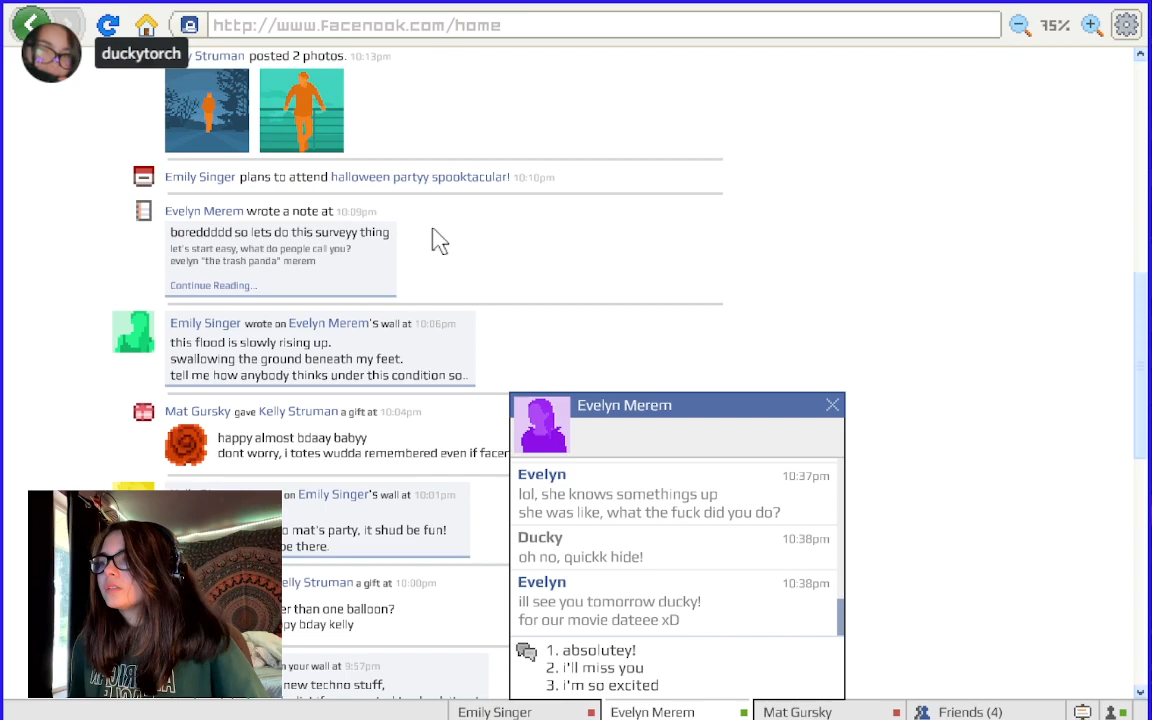 http://www.facenook.com/home
75%
duckytorch
Struman posted 2 photos. 10:13pm
Emily Singer plans to attend halloween partyy spooktacular! 10:10pm
Evelyn Merem wrote a note at 10:09pm
boreddddd so lets do this surveyy thing
let's start easy, what do people call you?
evelyn "the trash panda" merem
Continue Reading...
Emily Singer wrote on Evelyn Merem's wall at 10:06pm
this flood is slowly rising up.
swallowing the ground beneath my feet.
tell me how anybody thinks under this condition so..
Mat Gursky gave Kelly Struman a gift at 10:04pm
happy almost bdaay babyy
dont worry, i totes wudda remembered even if facen
on Emily Singer's wall at 10:01pm
o mat's party, it shud be fun!
be there.
elly Struman a gift at 10:00pm
er than one balloon?
py bday kelly
n your wall at 9:57pm
new techno stuff,
Evelyn Merem
Evelyn 10:37pm
lol, she knows somethings up
she was like, what the fuck did you do?
Ducky 10:38pm
oh no, quickk hide!
Evelyn 10:38pm
ill see you tomorrow ducky!
for our movie dateee xD
1. absolutey!
2. i'll miss you
3. i'm so excited
Emily Singer
Evelyn Merem
Mat Gursky
Friends (4)